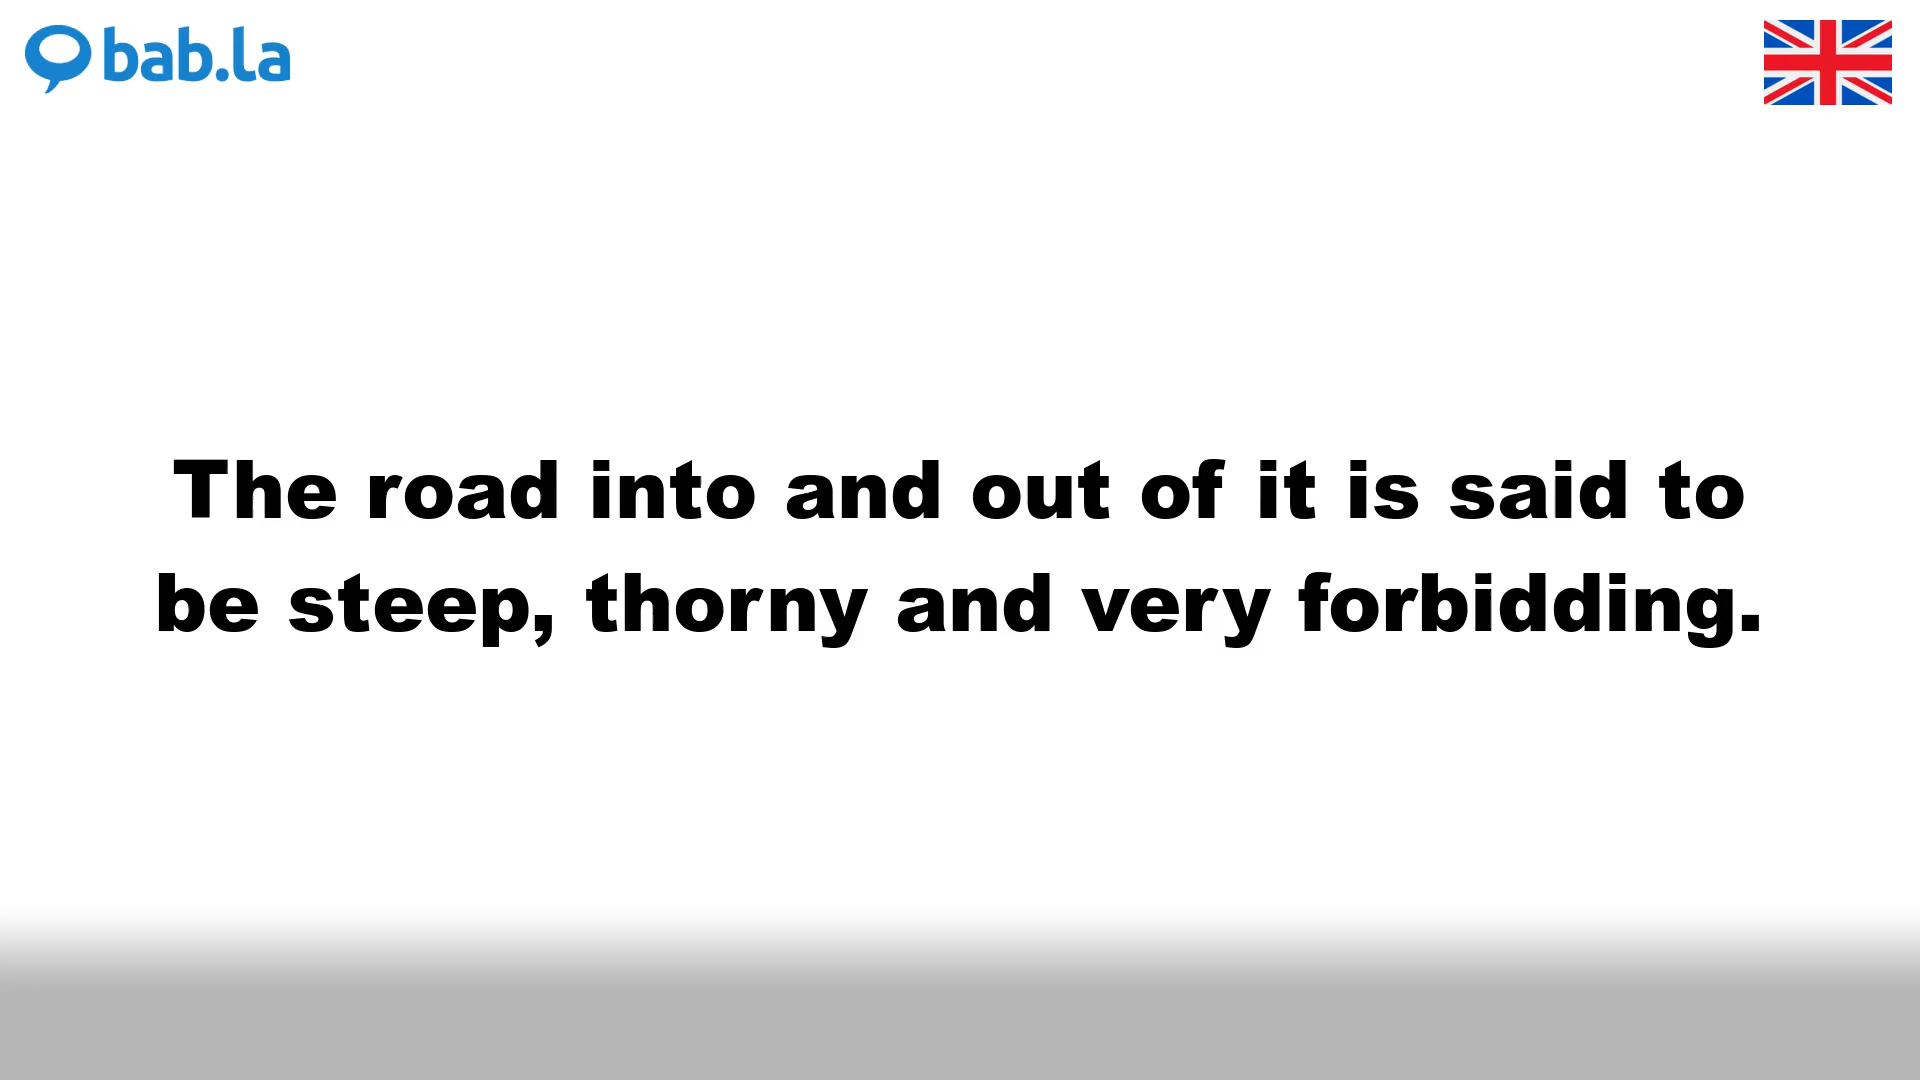 bab.la
The road into and out of it is said to
be steep, thorny and very forbidding.